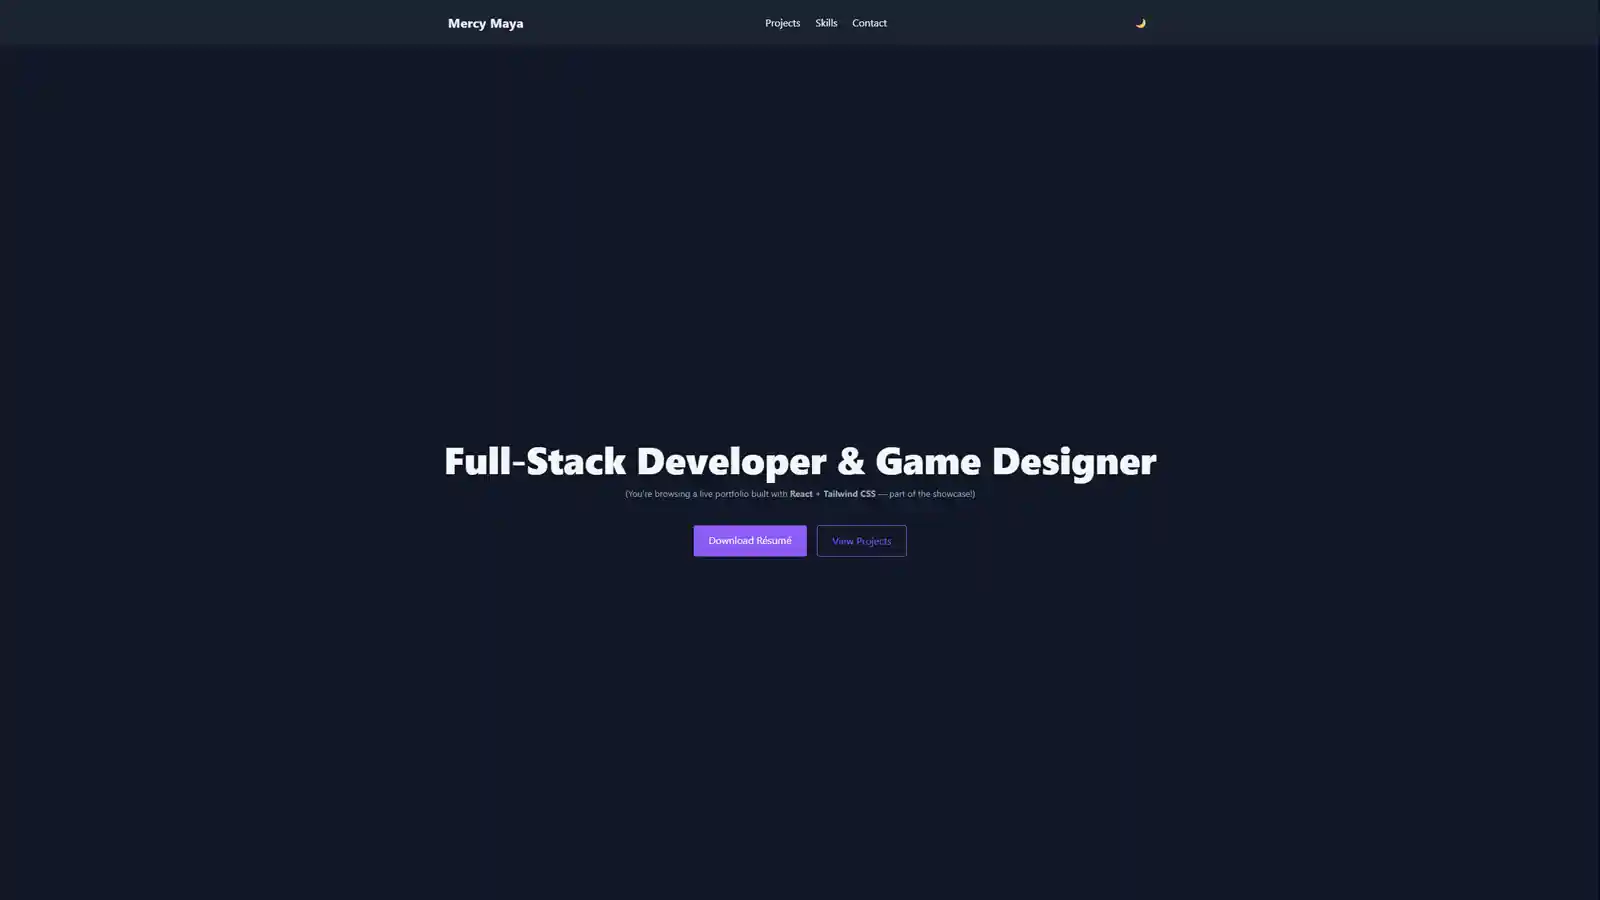 Mercy Maya
Projects Skills Contact
Full-Stack Developer & Game Designer
(You're browsing a live portfolio built with React + Tailwind CSS — part of the showcase!)
Download Résumé
View Projects